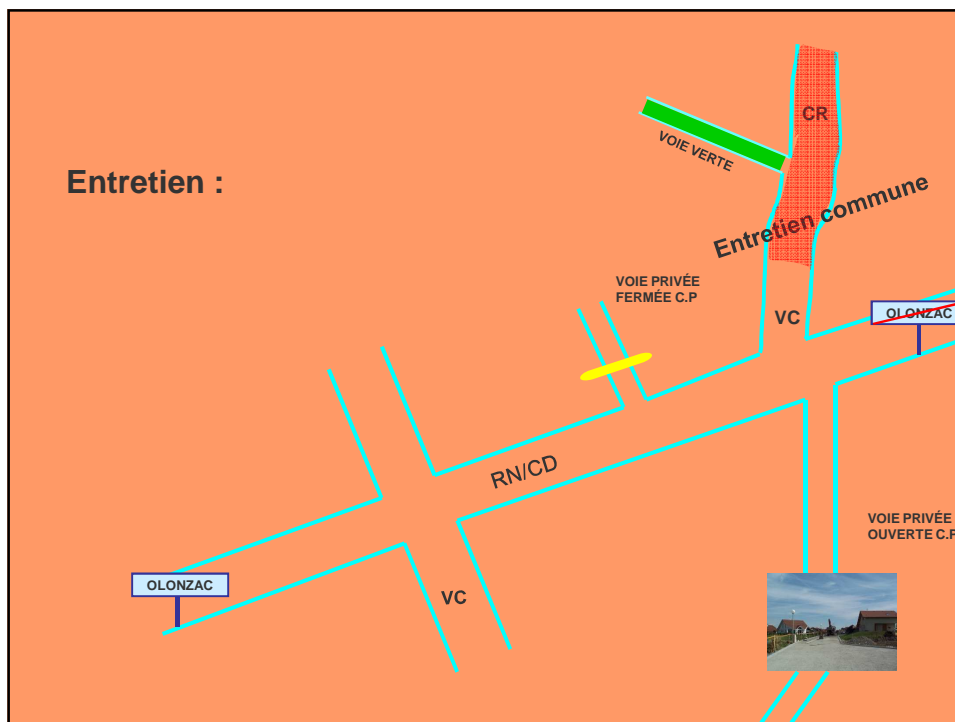 CR
VOIE VERTE
Entretien :
Entretien commune
VOIE PRIVÉE
FERMÉE C.P
VC
OLONZAC
RN/CD
VOIE PRIVÉE
OUVERTE C.P
OLONZAC
VC